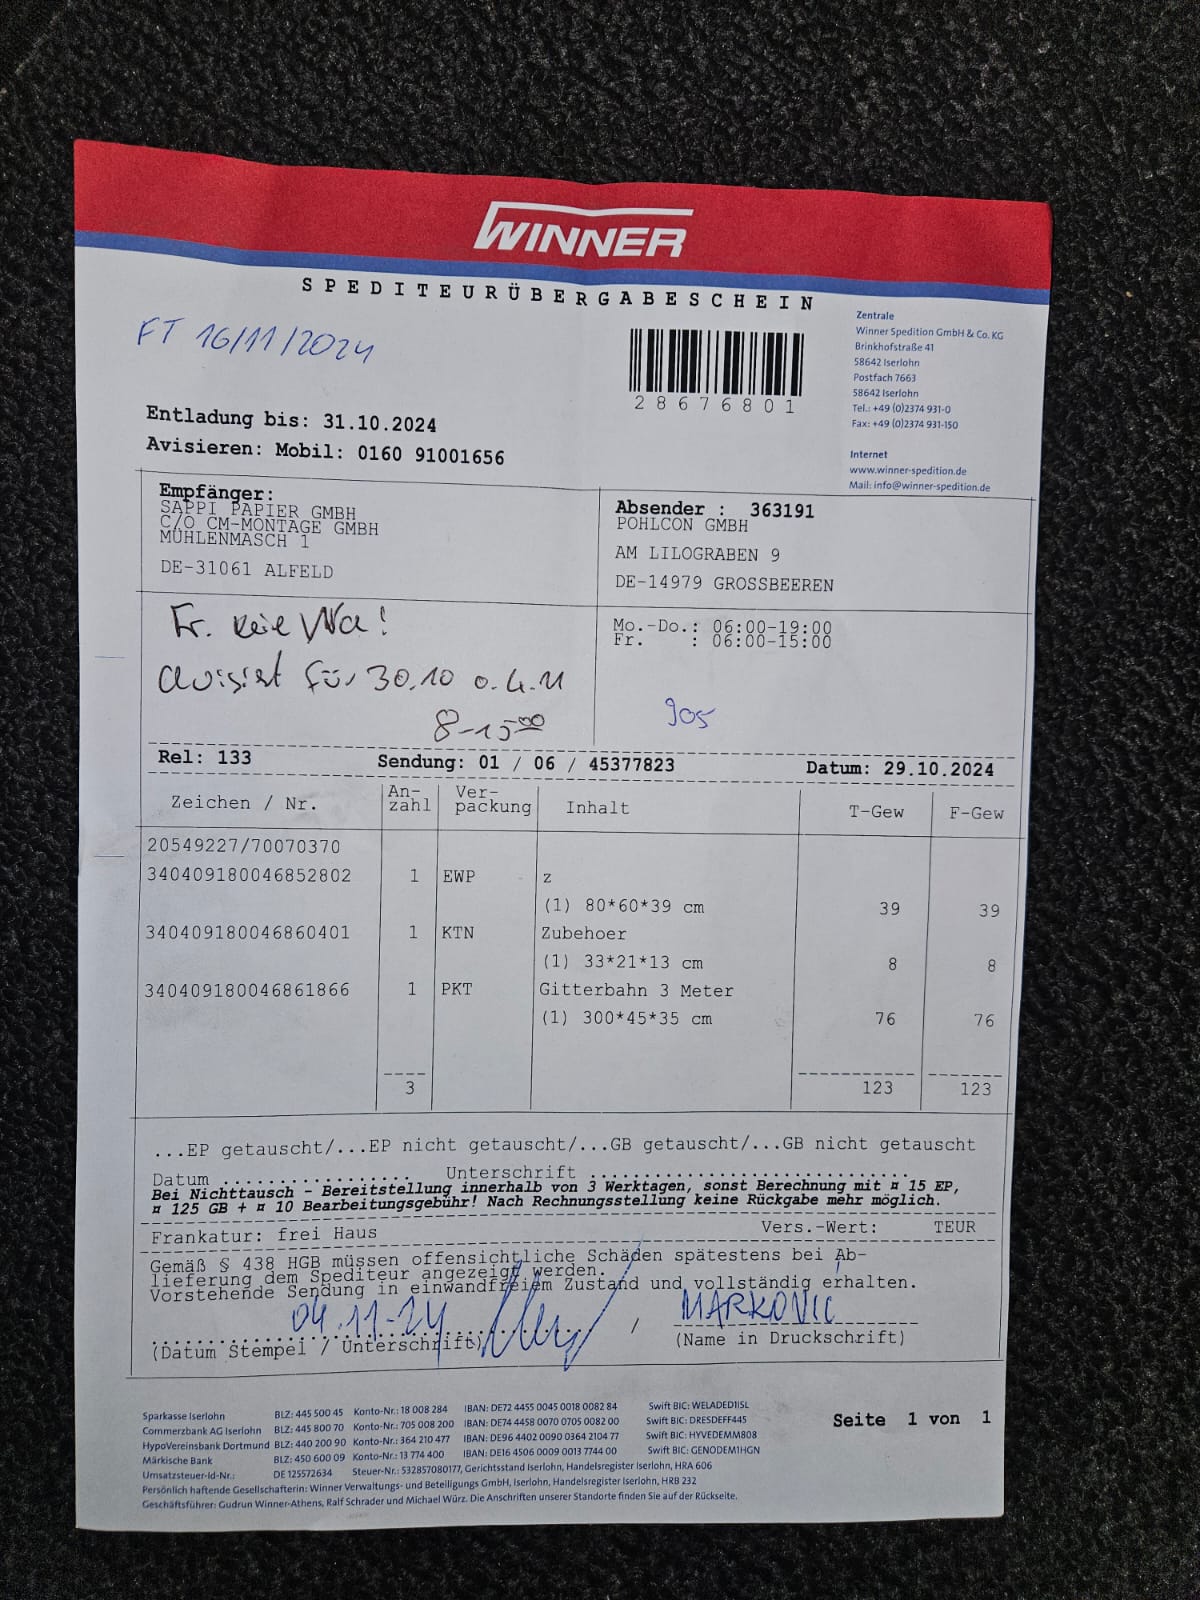 WINNER
SPEDITEURÜBERGABESCHEIN
FT 16/11/2024
28676801
Zentrale
Winner Spedition GmbH & Co. KG
Brinkhofstraße 41
58642 Iserlohn
Postfach 7663
58642 Iserlohn
Tel.: +49 (0)2374 931-0
Fax: +49 (0)2374 931-150
Internet
www.winner-spedition.de
Mail: info@winner-spedition.de
Entladung bis: 31.10.2024
Avisieren: Mobil: 0160 91001656
Empfänger:
SAPPI PAPIER GMBH
C/O CM-MONTAGE GMBH
MÜHLENMASCH 1
DE-31061 ALFELD
Absender : 363191
POHLCON GMBH
AM LILOGRABEN 9
DE-14979 GROSSBEEREN
Fr. keie Wa!
avisiert für 30.10 o. 4.11
8-15 00
Mo.-Do.: 06:00-19:00
Fr. : 06:00-15:00
905
Rel: 133 Sendung: 01 / 06 / 45377823 Datum: 29.10.2024
Zeichen / Nr. An-zahl Ver-packung Inhalt T-Gew F-Gew
20549227/70070370
340409180046852802 1 EWP z
(1) 80*60*39 cm 39 39
340409180046860401 1 KTN Zubehoer
(1) 33*21*13 cm 8 8
340409180046861866 1 PKT Gitterbahn 3 Meter
(1) 300*45*35 cm 76 76
3 123 123
...EP getauscht/...EP nicht getauscht/...GB getauscht/...GB nicht getauscht
Datum .................. Unterschrift ..............................
Bei Nichttausch - Bereitstellung innerhalb von 3 Werktagen, sonst Berechnung mit ¤ 15 EP,
¤ 125 GB + ¤ 10 Bearbeitungsgebühr! Nach Rechnungsstellung keine Rückgabe mehr möglich.
Frankatur: frei Haus Vers.-Wert: TEUR
Gemäß § 438 HGB müssen offensichtliche Schäden spätestens bei Ab-
lieferung dem Spediteur angezeigt werden.
Vorstehende Sendung in einwandfreiem Zustand und vollständig erhalten.
04.11-24 / MARKOVIC
(Datum Stempel / Unterschrift) (Name in Druckschrift)
Sparkasse Iserlohn BLZ: 445 500 45 Konto-Nr.: 18 008 284 IBAN: DE72 4455 0045 0018 0082 84 Swift BIC: WELADED1ISL
Commerzbank AG Iserlohn BLZ: 445 800 70 Konto-Nr.: 705 008 200 IBAN: DE74 4458 0070 0705 0082 00 Swift BIC: DRESDEFF445
HypoVereinsbank Dortmund BLZ: 440 200 90 Konto-Nr.: 364 210 477 IBAN: DE96 4402 0090 0364 2104 77 Swift BIC: HYVEDEMM808
Märkische Bank BLZ: 450 600 09 Konto-Nr.: 13 774 400 IBAN: DE16 4506 0009 0013 7744 00 Swift BIC: GENODEM1HGN
Umsatzsteuer-Id-Nr.: DE 125572634 Steuer-Nr.: 532857080177, Gerichtsstand Iserlohn, Handelsregister Iserlohn, HRA 606
Persönlich haftende Gesellschafterin: Winner Verwaltungs- und Beteiligungs GmbH, Iserlohn, Handelsregister Iserlohn, HRB 232
Geschäftsführer: Gudrun Winner-Athens, Ralf Schrader und Michael Würz. Die Anschriften unserer Standorte finden Sie auf der Rückseite.
Seite 1 von 1